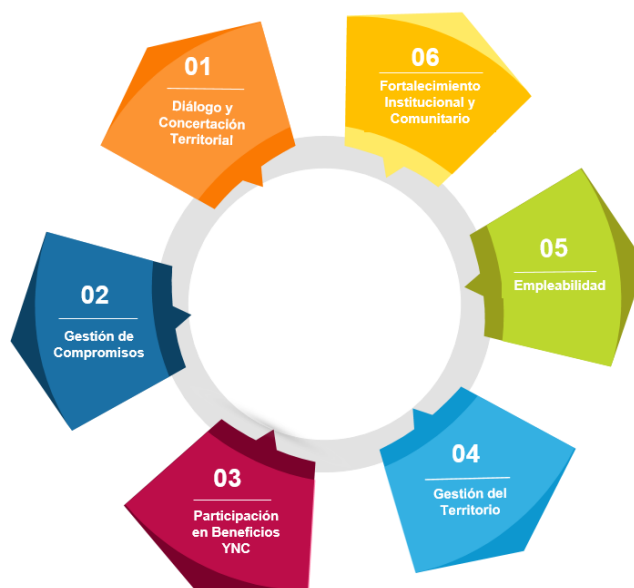 01
Diálogo y
Concertación
Territorial
02
Gestión de
Compromisos
03
Participación
en Beneficios
YNC
04
Gestión del
Territorio
05
Empleabilidad
06
Fortalecimiento
Institucional y
Comunitario